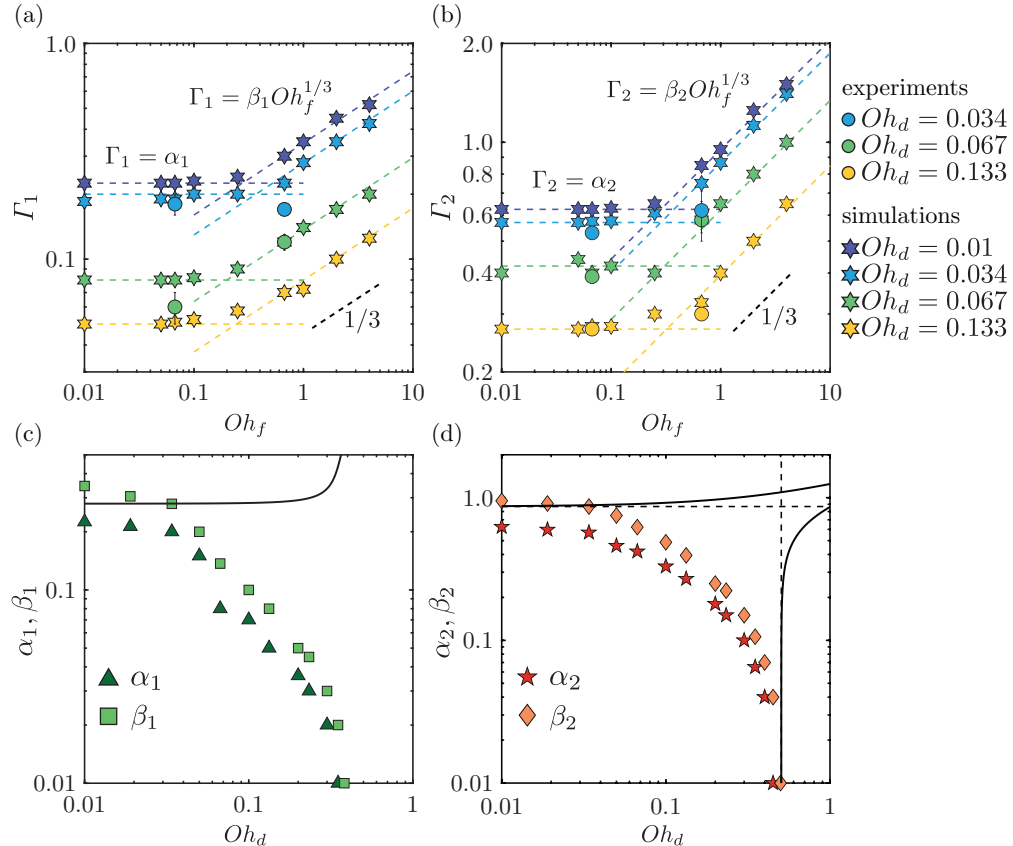 (a)
1.0
0.1
Γ₁
Γ₁ = β₁Oh_f^{1/3}
Γ₁ = α₁
1/3
0.01 0.1 1 10
Oh_f
(b)
2.0
1.0
0.8
0.6
0.4
0.2
Γ₂
Γ₂ = β₂Oh_f^{1/3}
Γ₂ = α₂
1/3
0.01 0.1 1 10
Oh_f
experiments
Oh_d = 0.034
Oh_d = 0.067
Oh_d = 0.133
simulations
Oh_d = 0.01
Oh_d = 0.034
Oh_d = 0.067
Oh_d = 0.133
(c)
0.1
0.01
α₁, β₁
α₁
β₁
0.01 0.1 1
Oh_d
(d)
1.0
0.1
0.01
α₂, β₂
α₂
β₂
0.01 0.1 1
Oh_d